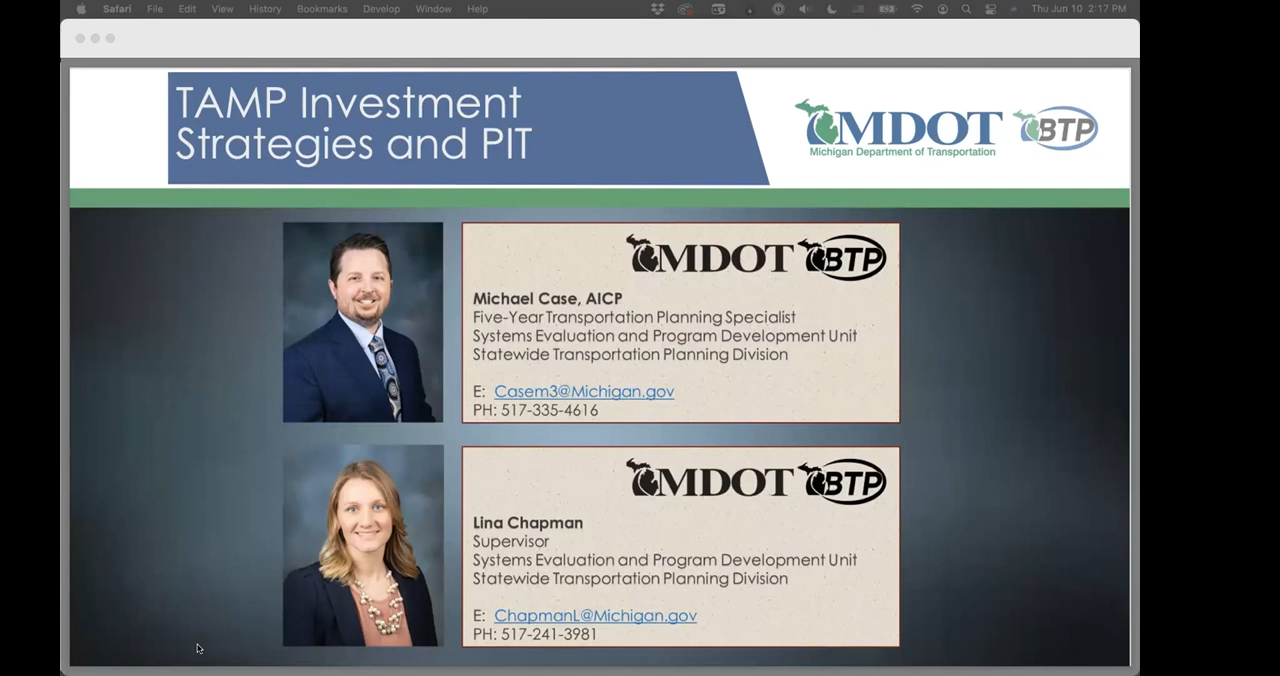 Safari File Edit View History Bookmarks Develop Window Help Thu Jun 10 2:17 PM
TAMP Investment
Strategies and PIT
MDOT
Michigan Department of Transportation
BTP
MDOT BTP
Michael Case, AICP
Five-Year Transportation Planning Specialist
Systems Evaluation and Program Development Unit
Statewide Transportation Planning Division
E: Casem3@Michigan.gov
PH: 517-335-4616
MDOT BTP
Lina Chapman
Supervisor
Systems Evaluation and Program Development Unit
Statewide Transportation Planning Division
E: ChapmanL@Michigan.gov
PH: 517-241-3981